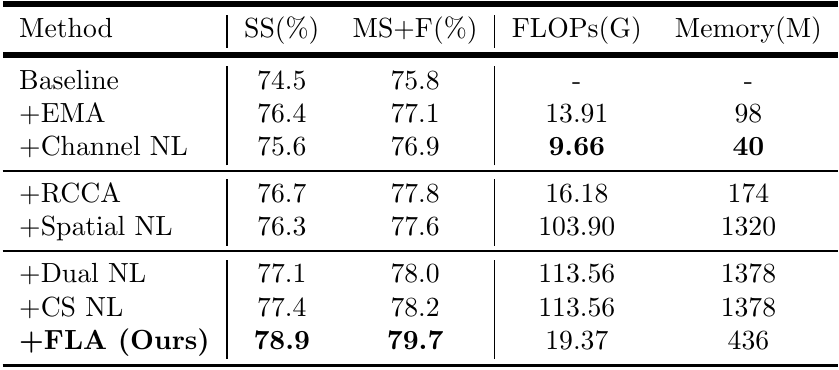 Method SS(%) MS+F(%) FLOPs(G) Memory(M)
Baseline 74.5 75.8 - -
+EMA 76.4 77.1 13.91 98
+Channel NL 75.6 76.9 9.66 40
+RCCA 76.7 77.8 16.18 174
+Spatial NL 76.3 77.6 103.90 1320
+Dual NL 77.1 78.0 113.56 1378
+CS NL 77.4 78.2 113.56 1378
+FLA (Ours) 78.9 79.7 19.37 436